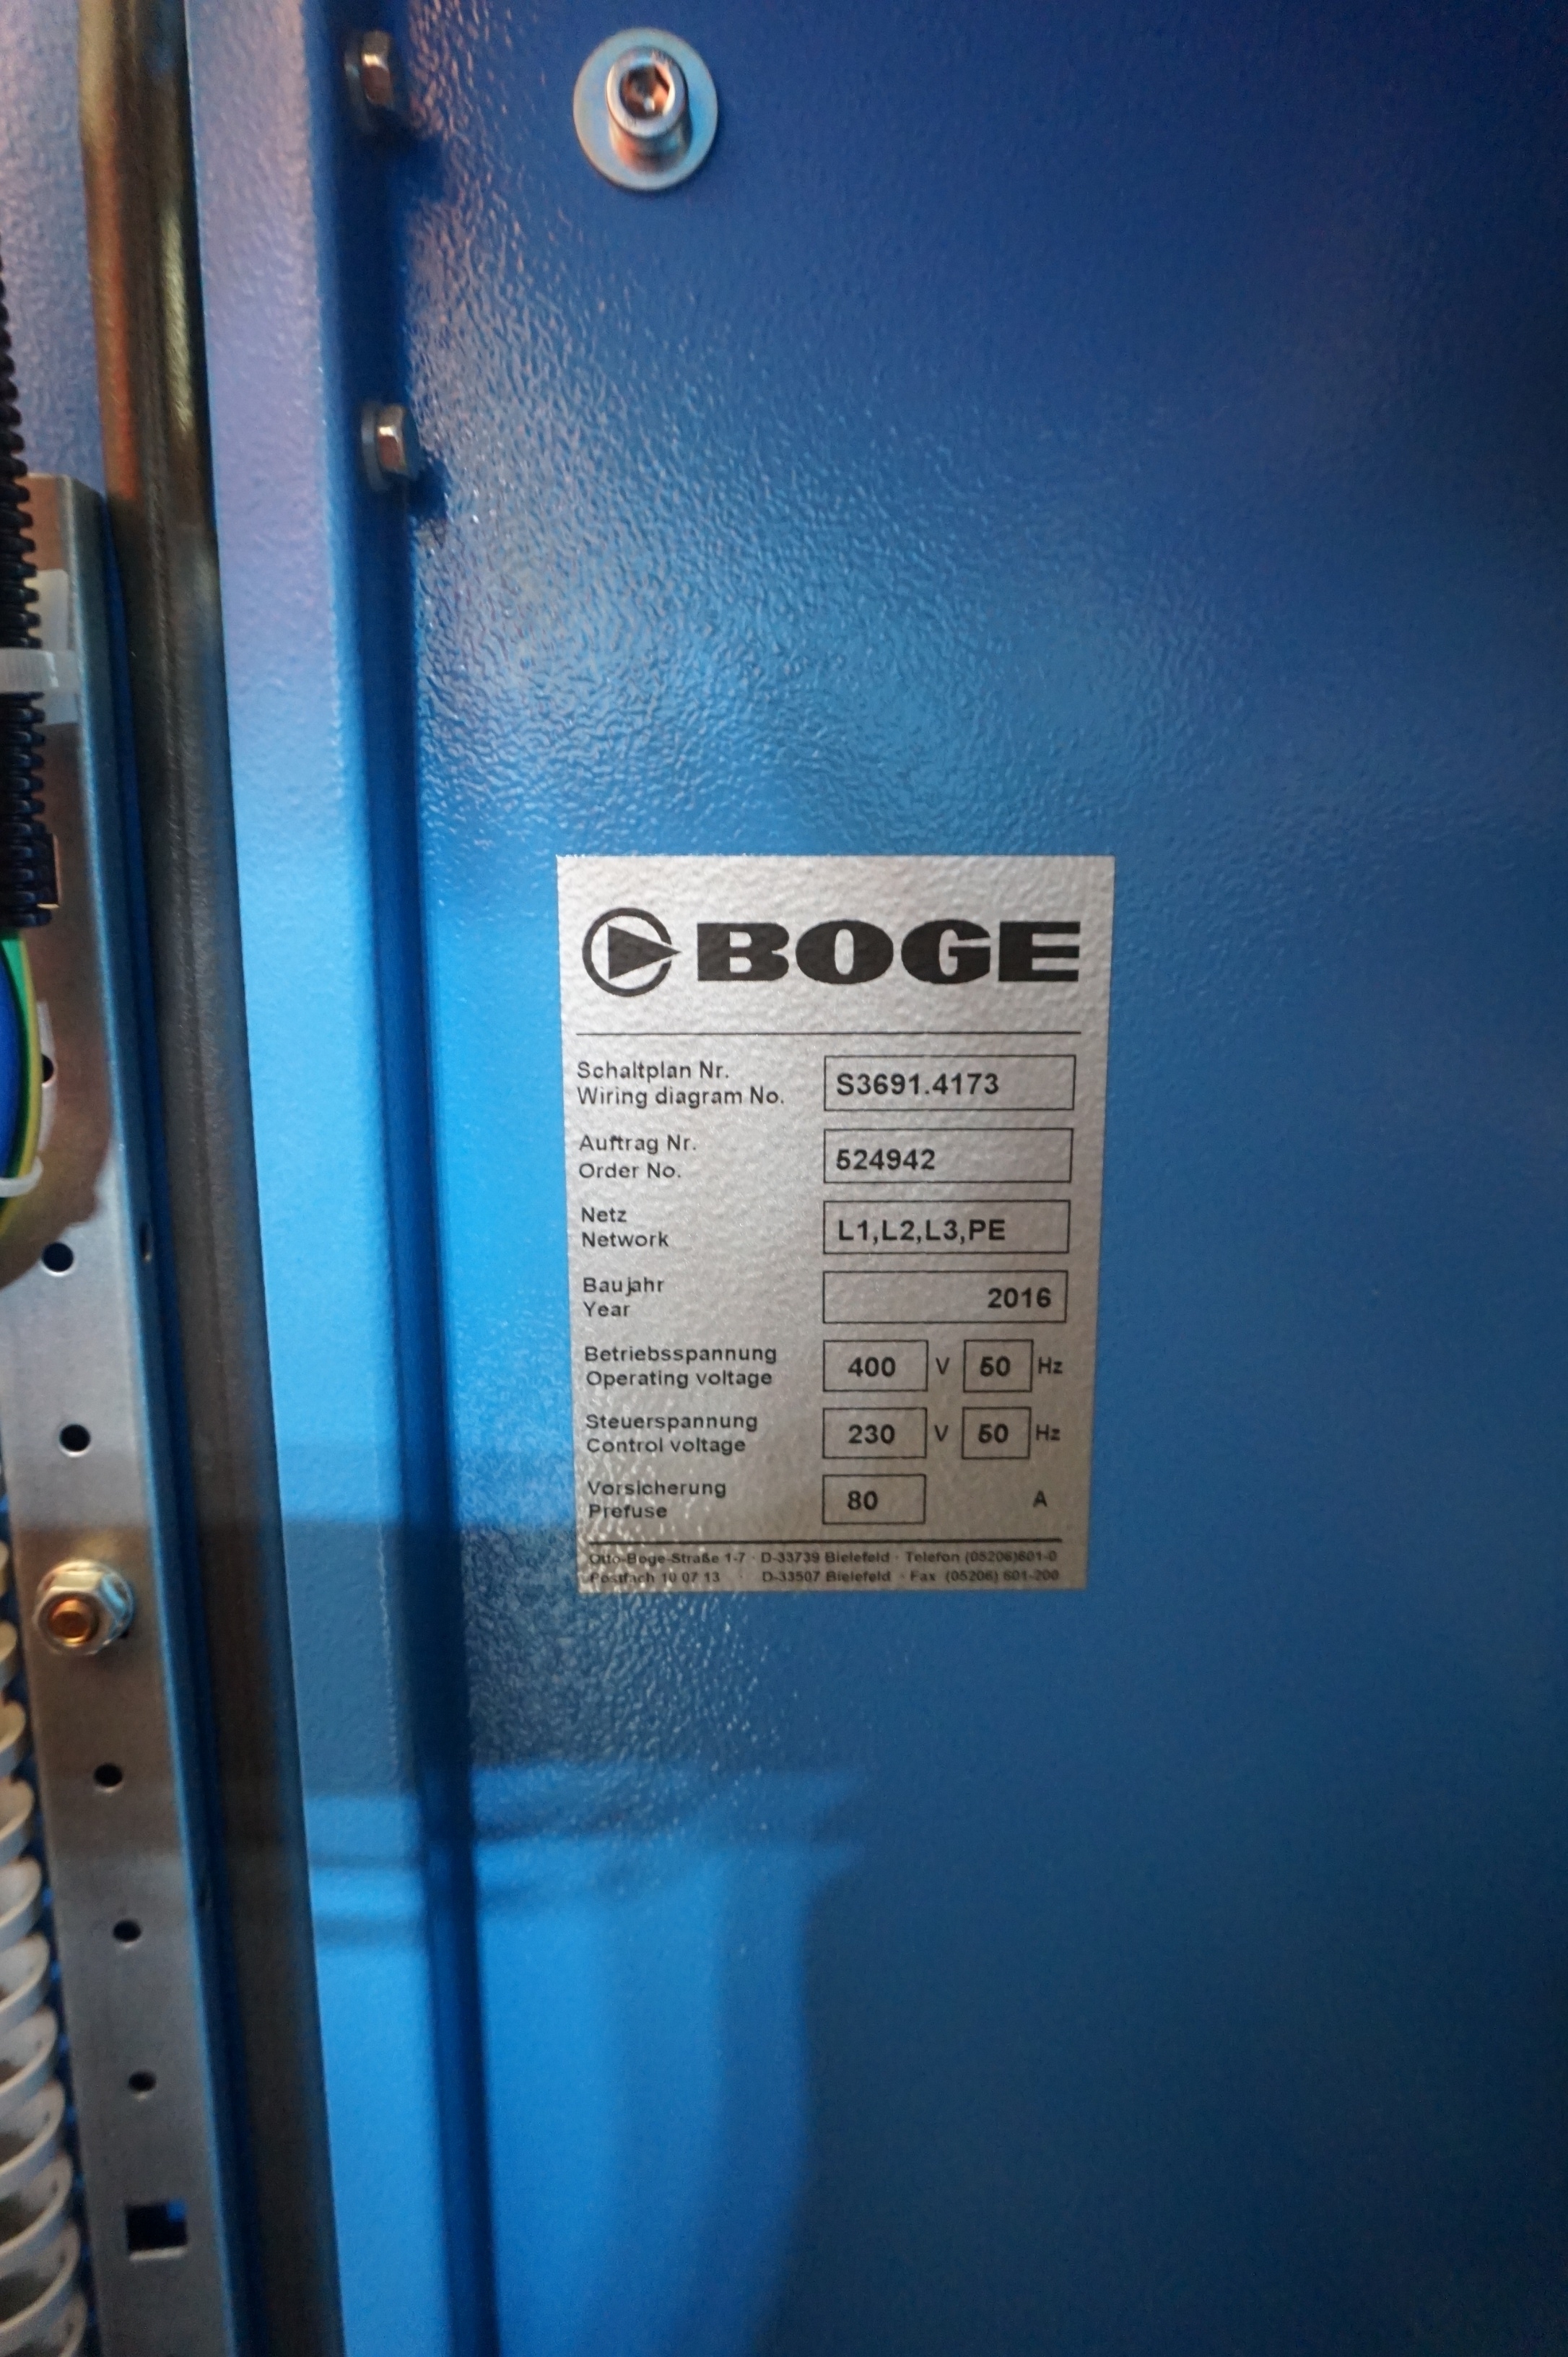 BOGE
Schaltplan Nr.
Wiring diagram No.
S3691.4173
Auftrag Nr.
Order No.
524942
Netz
Network
L1,L2,L3,PE
Baujahr
Year
2016
Betriebsspannung
Operating voltage
400 V 50 Hz
Steuerspannung
Control voltage
230 V 50 Hz
Vorsicherung
Prefuse
80 A
Otto-Boge-Straße 1-7 · D-33739 Bielefeld · Telefon (05206)601-0
Postfach 10 07 13 · D-33507 Bielefeld · Fax (05206) 601-200